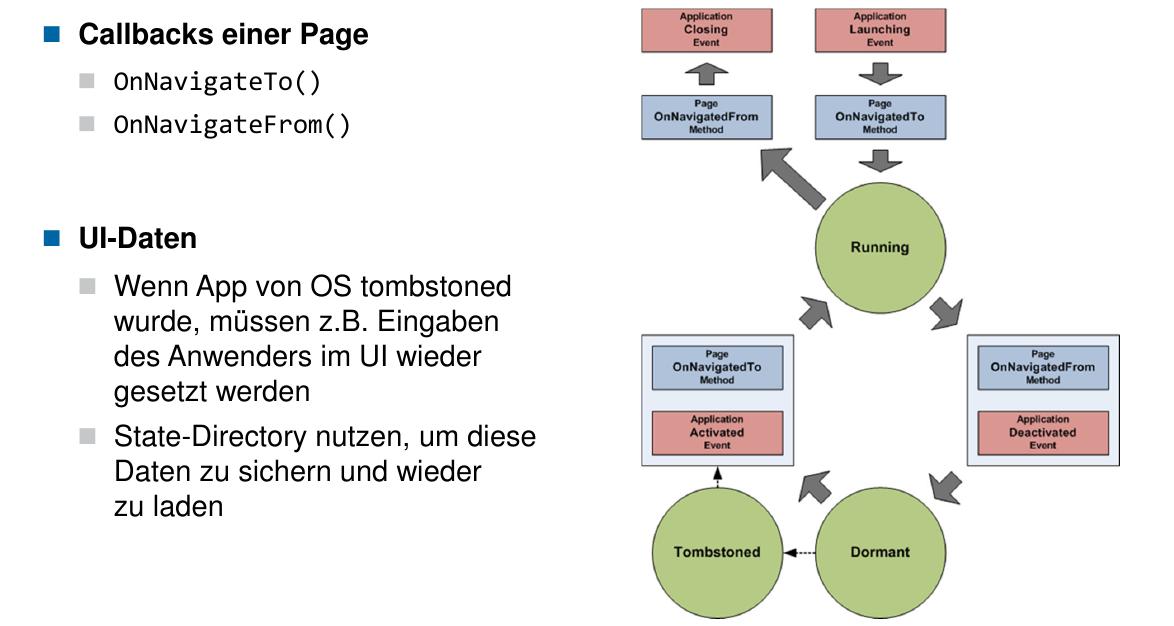 Callbacks einer Page
OnNavigateTo()
OnNavigateFrom()
UI-Daten
Wenn App von OS tombstoned
wurde, müssen z.B. Eingaben
des Anwenders im UI wieder
gesetzt werden
State-Directory nutzen, um diese
Daten zu sichern und wieder
zu laden
Application
Closing
Event
Application
Launching
Event
Page
OnNavigatedFrom
Method
Page
OnNavigatedTo
Method
Running
Page
OnNavigatedTo
Method
Application
Activated
Event
Page
OnNavigatedFrom
Method
Application
Deactivated
Event
Tombstoned
Dormant